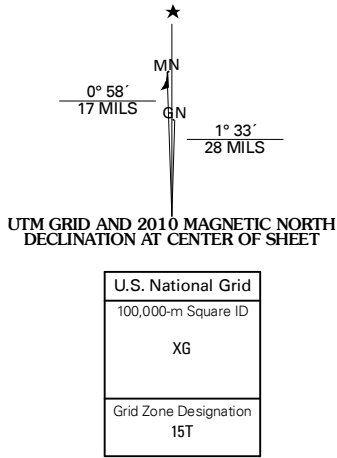 ★
MN
GN
0° 58´
17 MILS
1° 33´
28 MILS
UTM GRID AND 2010 MAGNETIC NORTH
DECLINATION AT CENTER OF SHEET
U.S. National Grid
100,000-m Square ID
XG
Grid Zone Designation
15T